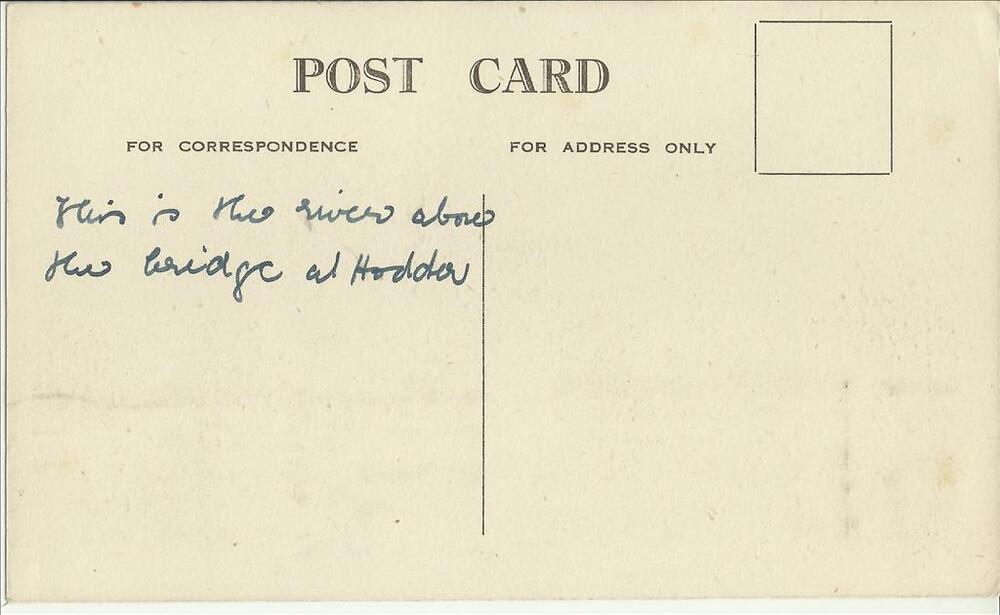 POST CARD
FOR CORRESPONDENCE
FOR ADDRESS ONLY
This is the river above
the bridge at Hodder